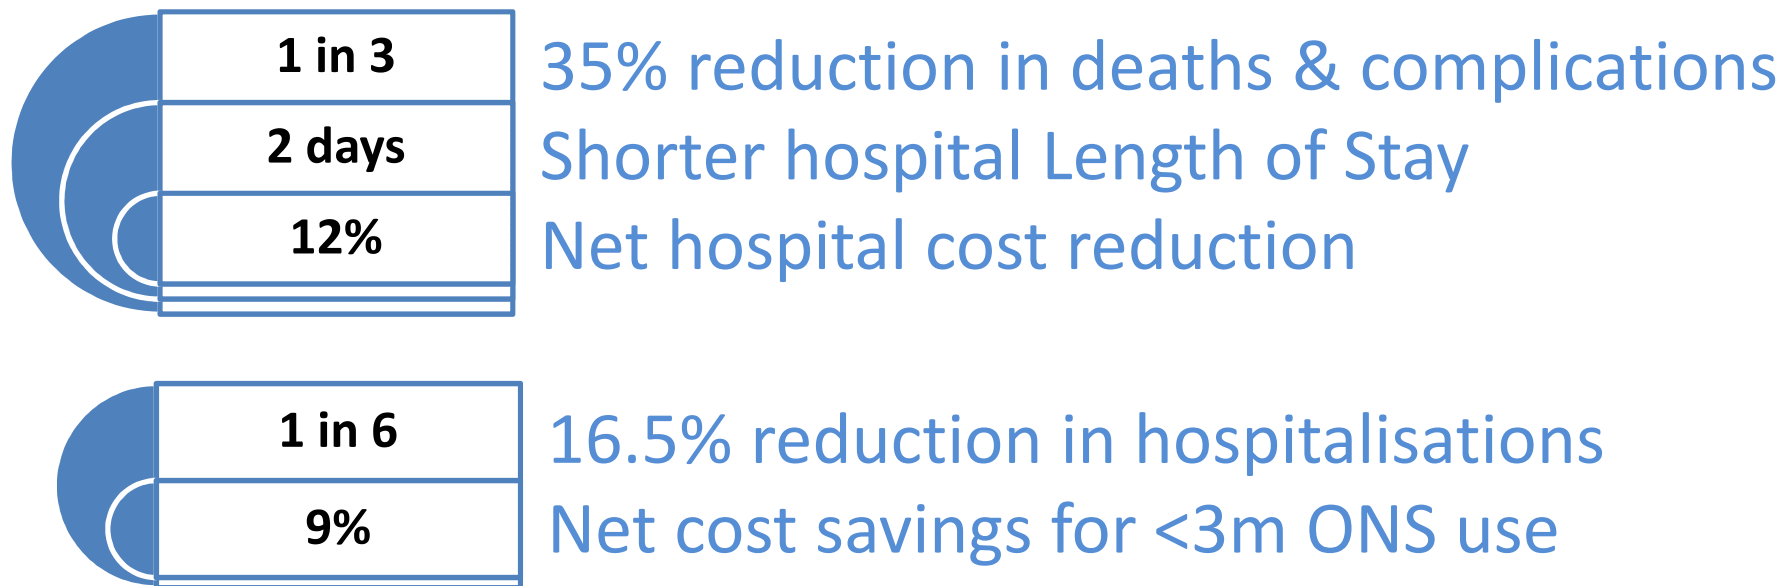 1 in 3 35% reduction in deaths & complications
2 days Shorter hospital Length of Stay
12% Net hospital cost reduction
1 in 6 16.5% reduction in hospitalisations
9% Net cost savings for <3m ONS use